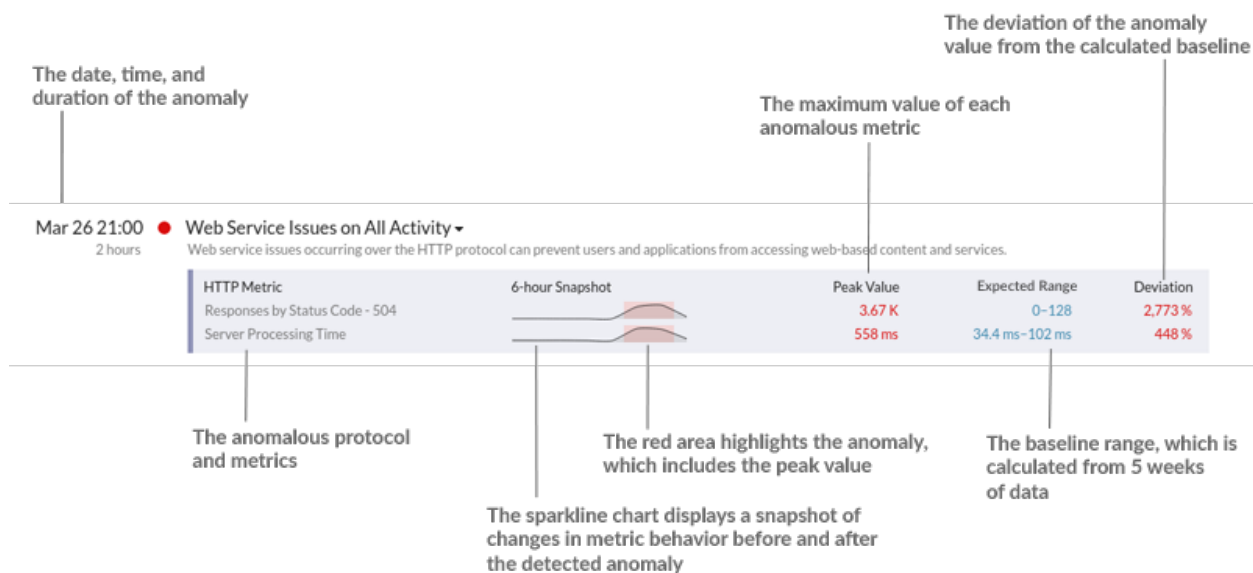 The deviation of the anomaly
value from the calculated baseline
The date, time, and
duration of the anomaly
The maximum value of each
anomalous metric
Mar 26 21:00
2 hours
Web Service Issues on All Activity
Web service issues occurring over the HTTP protocol can prevent users and applications from accessing web-based content and services.
HTTP Metric 6-hour Snapshot Peak Value Expected Range Deviation
Responses by Status Code - 504 3.67 K 0–128 2,773 %
Server Processing Time 558 ms 34.4 ms–102 ms 448 %
The anomalous protocol
and metrics
The red area highlights the anomaly,
which includes the peak value
The baseline range, which is
calculated from 5 weeks
of data
The sparkline chart displays a snapshot of
changes in metric behavior before and after
the detected anomaly